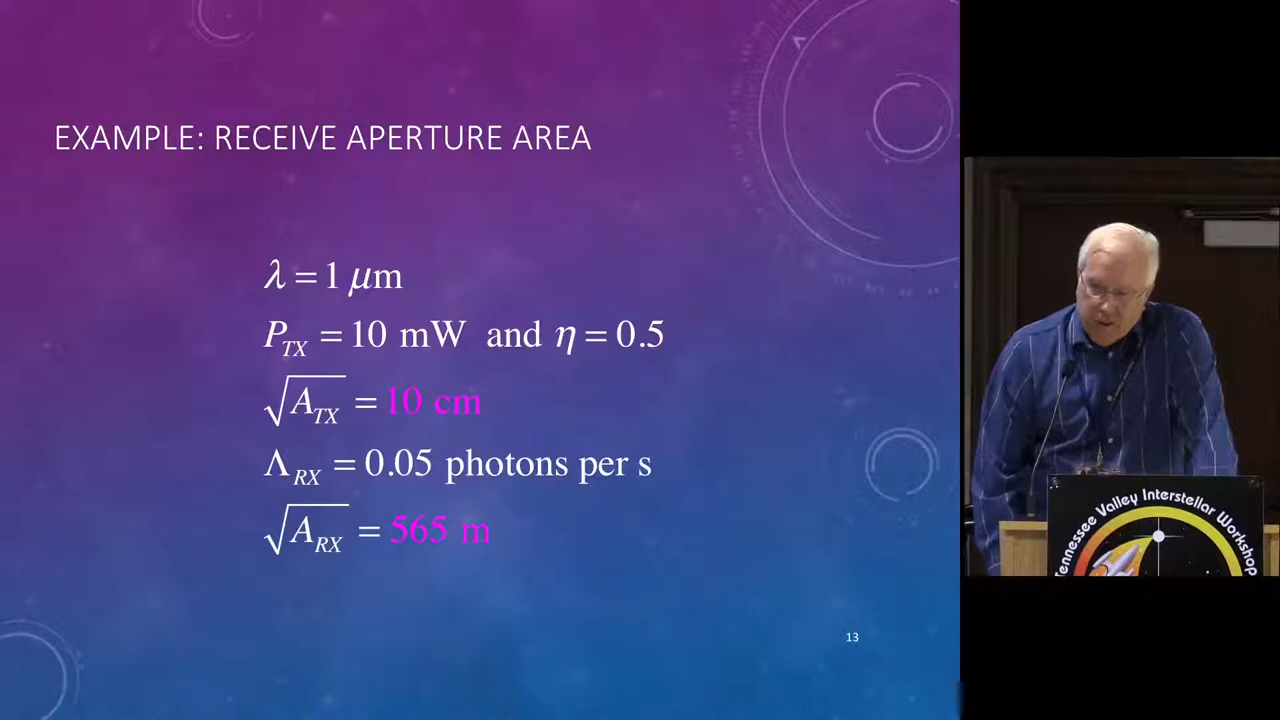 EXAMPLE: RECEIVE APERTURE AREA
λ = 1 μm
P_TX = 10 mW and η = 0.5
√A_TX = 10 cm
Λ_RX = 0.05 photons per s
√A_RX = 565 m
13
Tennessee Valley Interstellar Workshop